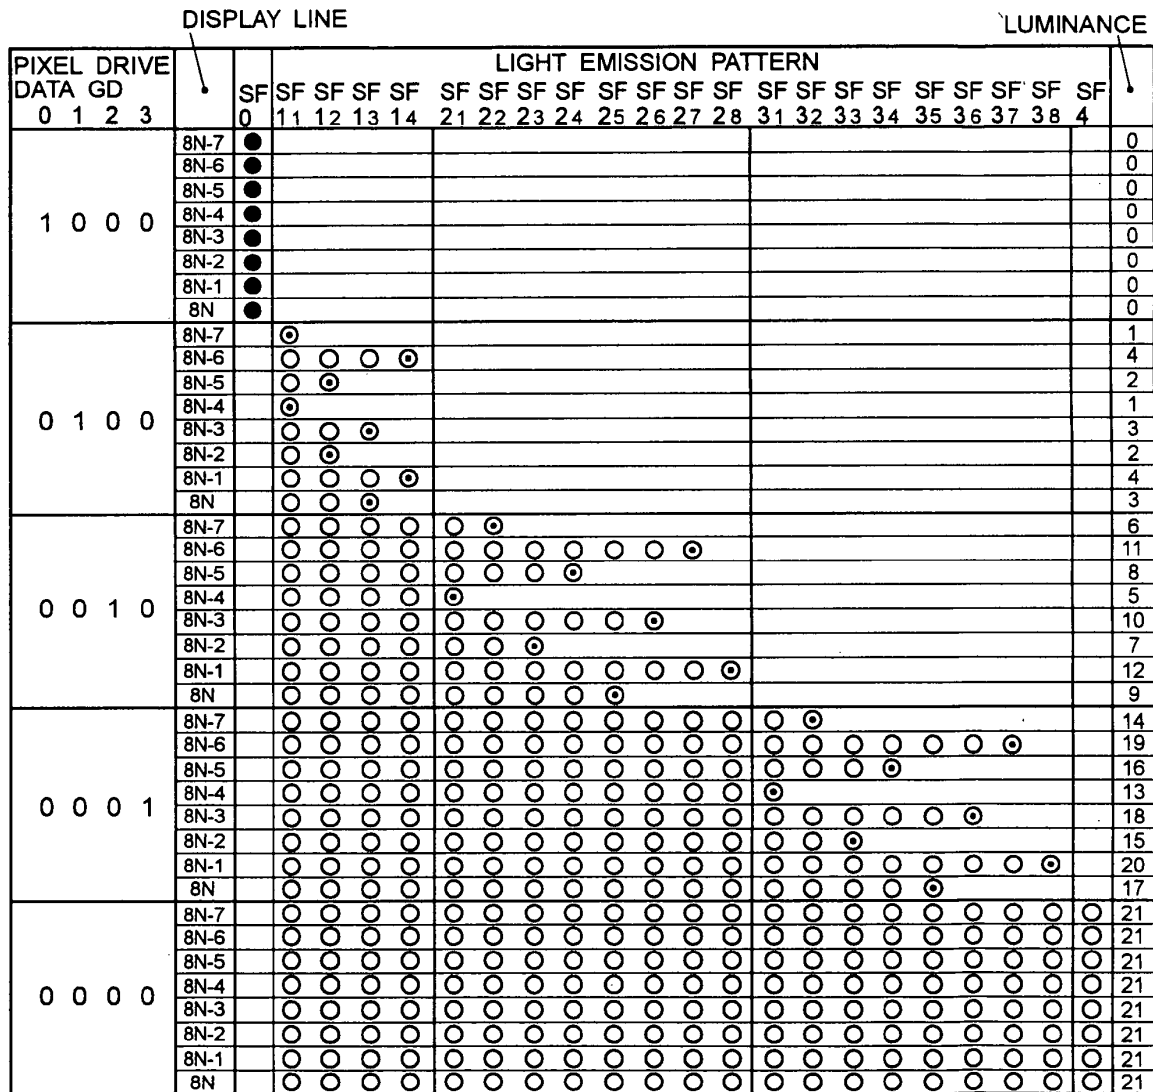 DISPLAY LINE
LUMINANCE
PIXEL DRIVE DATA GD
LIGHT EMISSION PATTERN
0 1 2 3
SF 0 SF 11 SF 12 SF 13 SF 14 SF 21 SF 22 SF 23 SF 24 SF 25 SF 26 SF 27 SF 28 SF 31 SF 32 SF 33 SF 34 SF 35 SF 36 SF 37 SF 38 SF 4
1 0 0 0
8N-7 0
8N-6 0
8N-5 0
8N-4 0
8N-3 0
8N-2 0
8N-1 0
8N 0
0 1 0 0
8N-7 1
8N-6 4
8N-5 2
8N-4 1
8N-3 3
8N-2 2
8N-1 4
8N 3
0 0 1 0
8N-7 6
8N-6 11
8N-5 8
8N-4 5
8N-3 10
8N-2 7
8N-1 12
8N 9
0 0 0 1
8N-7 14
8N-6 19
8N-5 16
8N-4 13
8N-3 18
8N-2 15
8N-1 20
8N 17
0 0 0 0
8N-7 21
8N-6 21
8N-5 21
8N-4 21
8N-3 21
8N-2 21
8N-1 21
8N 21